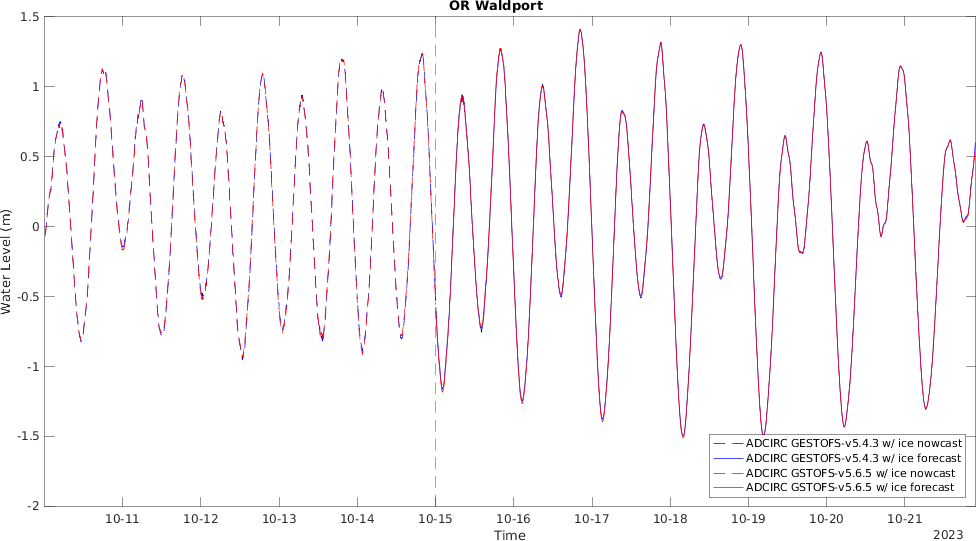 OR Waldport
1.5
1
0.5
0
-0.5
-1
-1.5
-2
Water Level (m)
ADCIRC GESTOFS-v5.4.3 w/ ice nowcast
ADCIRC GESTOFS-v5.4.3 w/ ice forecast
ADCIRC GSTOFS-v5.6.5 w/ ice nowcast
ADCIRC GSTOFS-v5.6.5 w/ ice forecast
10-11 10-12 10-13 10-14 10-15 10-16 10-17 10-18 10-19 10-20 10-21
Time
2023